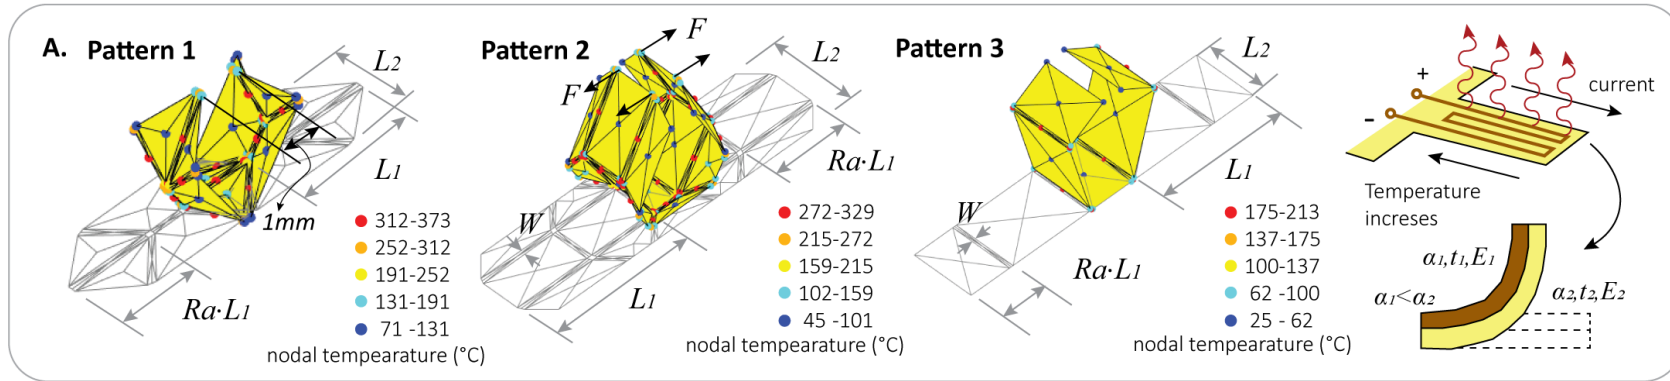 A. Pattern 1
L2
L1
1mm
Ra·L1
312-373
252-312
191-252
131-191
71 -131
nodal tempearature (°C)
Pattern 2
F
F
L2
Ra·L1
W
L1
272-329
215-272
159-215
102-159
45 -101
nodal tempearature (°C)
Pattern 3
L2
L1
W
Ra·L1
175-213
137-175
100-137
62 -100
25 - 62
nodal tempearature (°C)
+
-
current
Temperature
increses
α1,t1,E1
α1<α2
α2,t2,E2